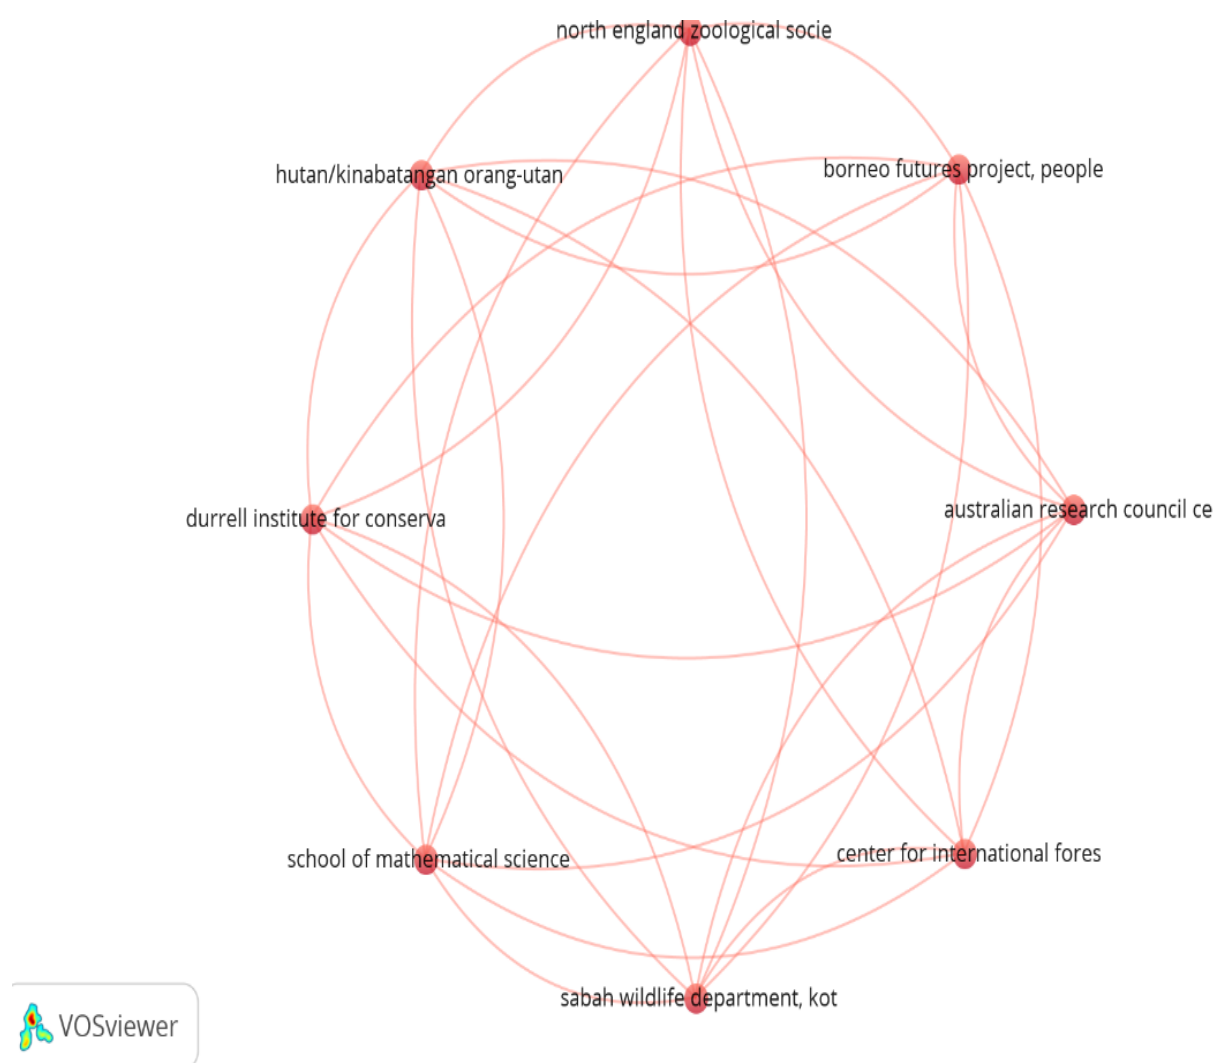 north england zoological socie
borneo futures project, people
hutan/kinabatangan orang-utan
australian research council ce
durrell institute for conserva
center for international fores
school of mathematical science
sabah wildlife department, kot
VOSviewer